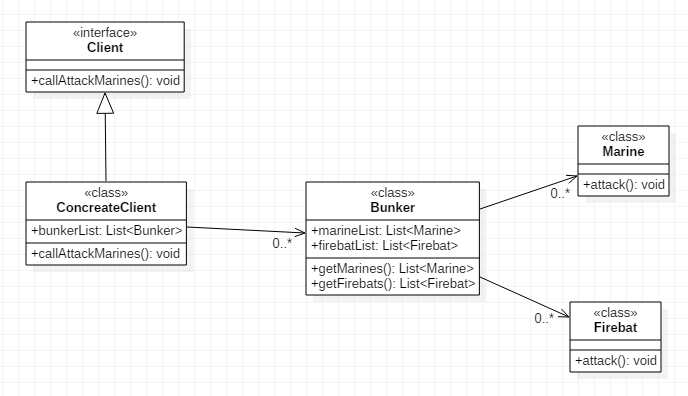 «interface»
Client
+callAttackMarines(): void
«class»
ConcreateClient
+bunkerList: List<Bunker>
+callAttackMarines(): void
0..*
«class»
Bunker
+marineList: List<Marine>
+firebatList: List<Firebat>
+getMarines(): List<Marine>
+getFirebats(): List<Firebat>
0..*
«class»
Marine
+attack(): void
0..*
«class»
Firebat
+attack(): void